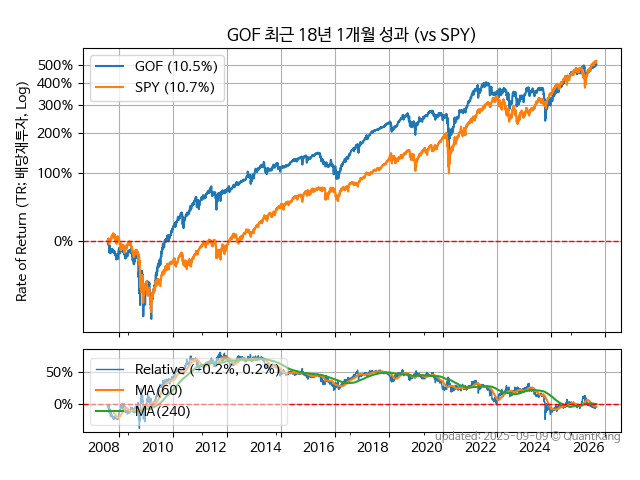 GOF 최근 18년 1개월 성과 (vs SPY)
Rate of Return (TR: 배당재투자, Log)
500%
400%
300%
200%
100%
0%
GOF (10.5%)
SPY (10.7%)
50%
0%
Relative (−0.2%, 0.2%)
MA(60)
MA(240)
2008 2010 2012 2014 2016 2018 2020 2022 2024 2026
updated: 2025-09-09 © QuantKang